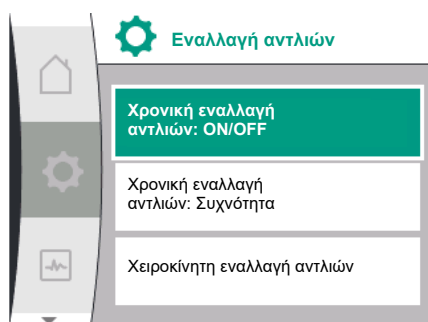 Εναλλαγή αντλιών
Χρονική εναλλαγή
αντλιών: ON/OFF
Χρονική εναλλαγή
αντλιών: Συχνότητα
Χειροκίνητη εναλλαγή αντλιών